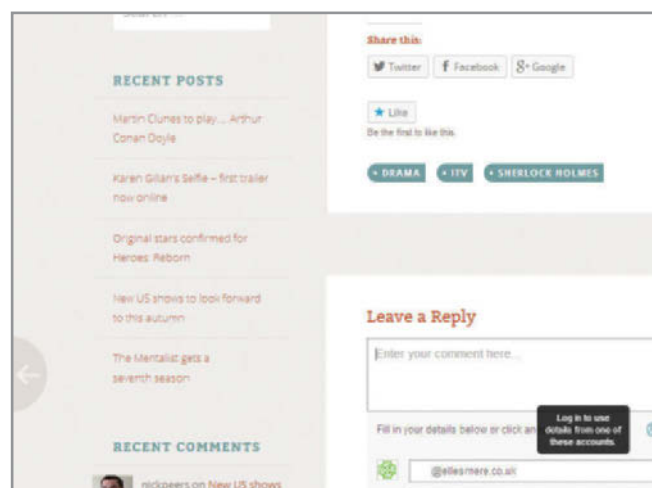 RECENT POSTS
Martin Clunes to play... Arthur
Conan Doyle
Karen Gillan's Selfie – first trailer
now online
Original stars confirmed for
Heroes: Reborn
New US shows to look forward
to this autumn
The Mentalist gets a
seventh season
RECENT COMMENTS
nickpeers on New US shows
Share this:
Twitter
Facebook
Google
Like
Be the first to like this.
DRAMA
ITV
SHERLOCK HOLMES
Leave a Reply
Enter your comment here...
Fill in your details below or click an
Log in to use
details from one of
these accounts.
@ellesmere.co.uk